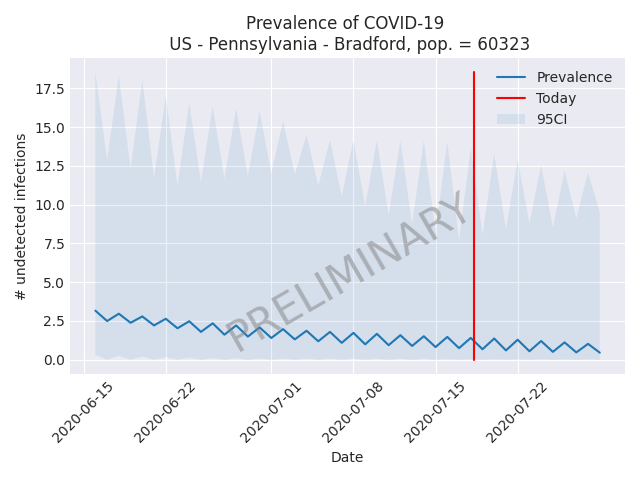 Prevalence of COVID-19
US - Pennsylvania - Bradford, pop. = 60323
Prevalence
Today
95CI
17.5
15.0
12.5
10.0
7.5
5.0
2.5
0.0
# undetected infections
PRELIMINARY
2020-06-15
2020-06-22
2020-07-01
2020-07-08
2020-07-15
2020-07-22
Date